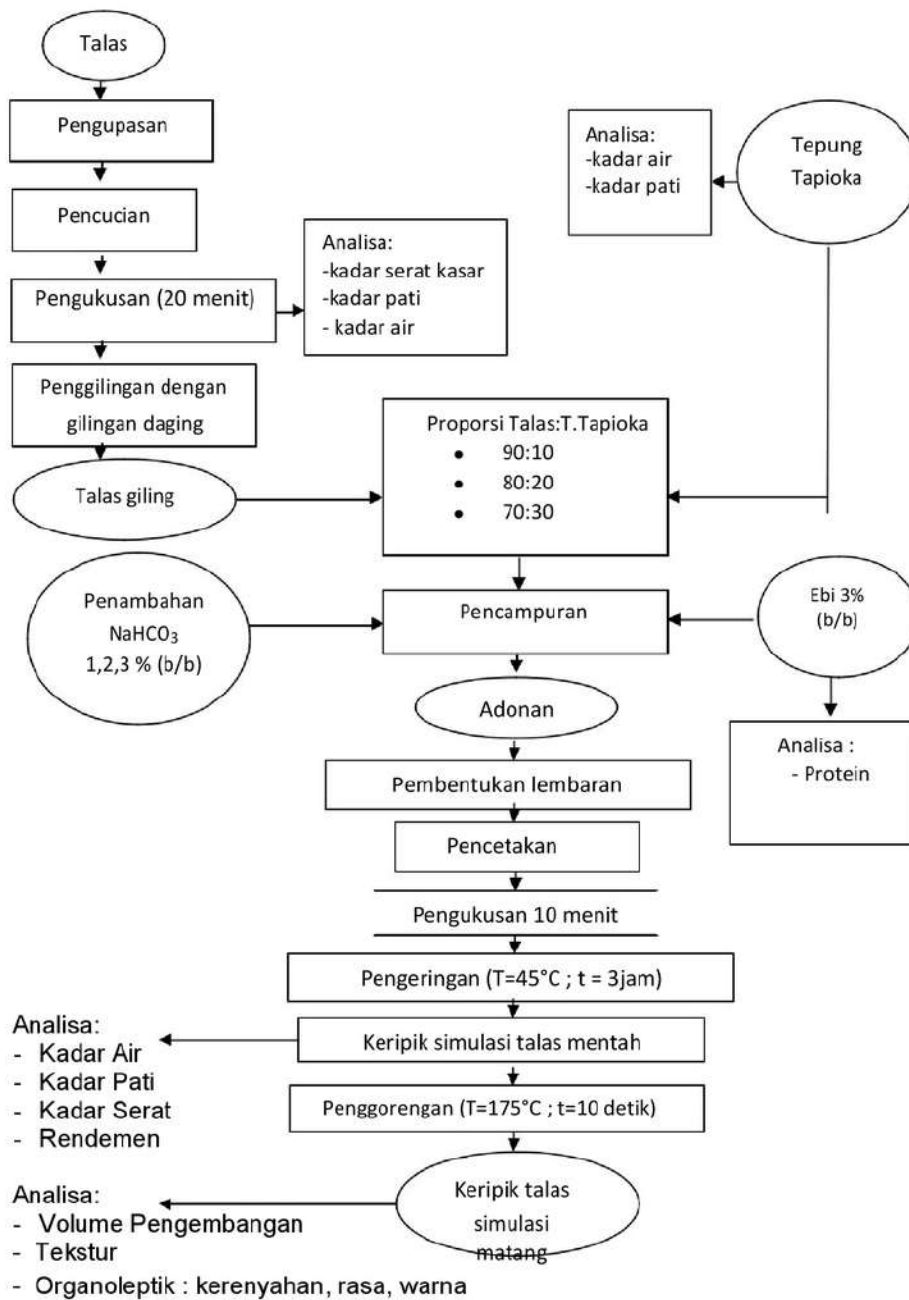 Talas
Pengupasan
Pencucian
Pengukusan (20 menit)
Analisa:
-kadar serat kasar
-kadar pati
- kadar air
Penggilingan dengan
gilingan daging
Talas giling
Analisa:
-kadar air
-kadar pati
Tepung
Tapioka
Proporsi Talas:T.Tapioka
● 90:10
● 80:20
● 70:30
Penambahan
NaHCO₃
1,2,3 % (b/b)
Pencampuran
Ebi 3%
(b/b)
Analisa :
- Protein
Adonan
Pembentukan lembaran
Pencetakan
Pengukusan 10 menit
Pengeringan (T=45°C ; t = 3jam)
Keripik simulasi talas mentah
Analisa:
- Kadar Air
- Kadar Pati
- Kadar Serat
- Rendemen
Penggorengan (T=175°C ; t=10 detik)
Keripik talas
simulasi
matang
Analisa:
- Volume Pengembangan
- Tekstur
- Organoleptik : kerenyahan, rasa, warna